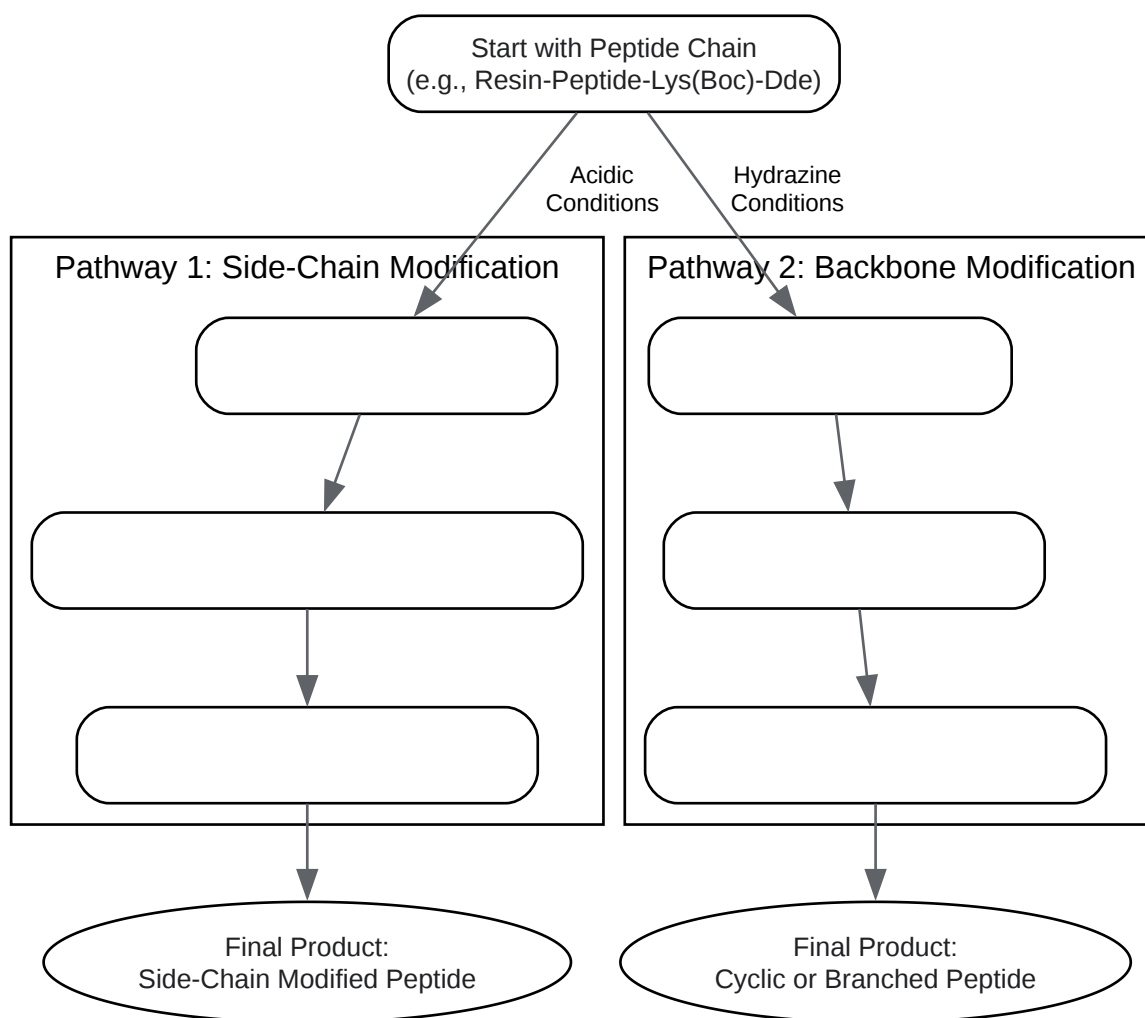 Start with Peptide Chain
(e.g., Resin-Peptide-Lys(Boc)-Dde)
Acidic
Conditions
Hydrazine
Conditions
Pathway 1: Side-Chain Modification
Pathway 2: Backbone Modification
Final Product:
Side-Chain Modified Peptide
Final Product:
Cyclic or Branched Peptide